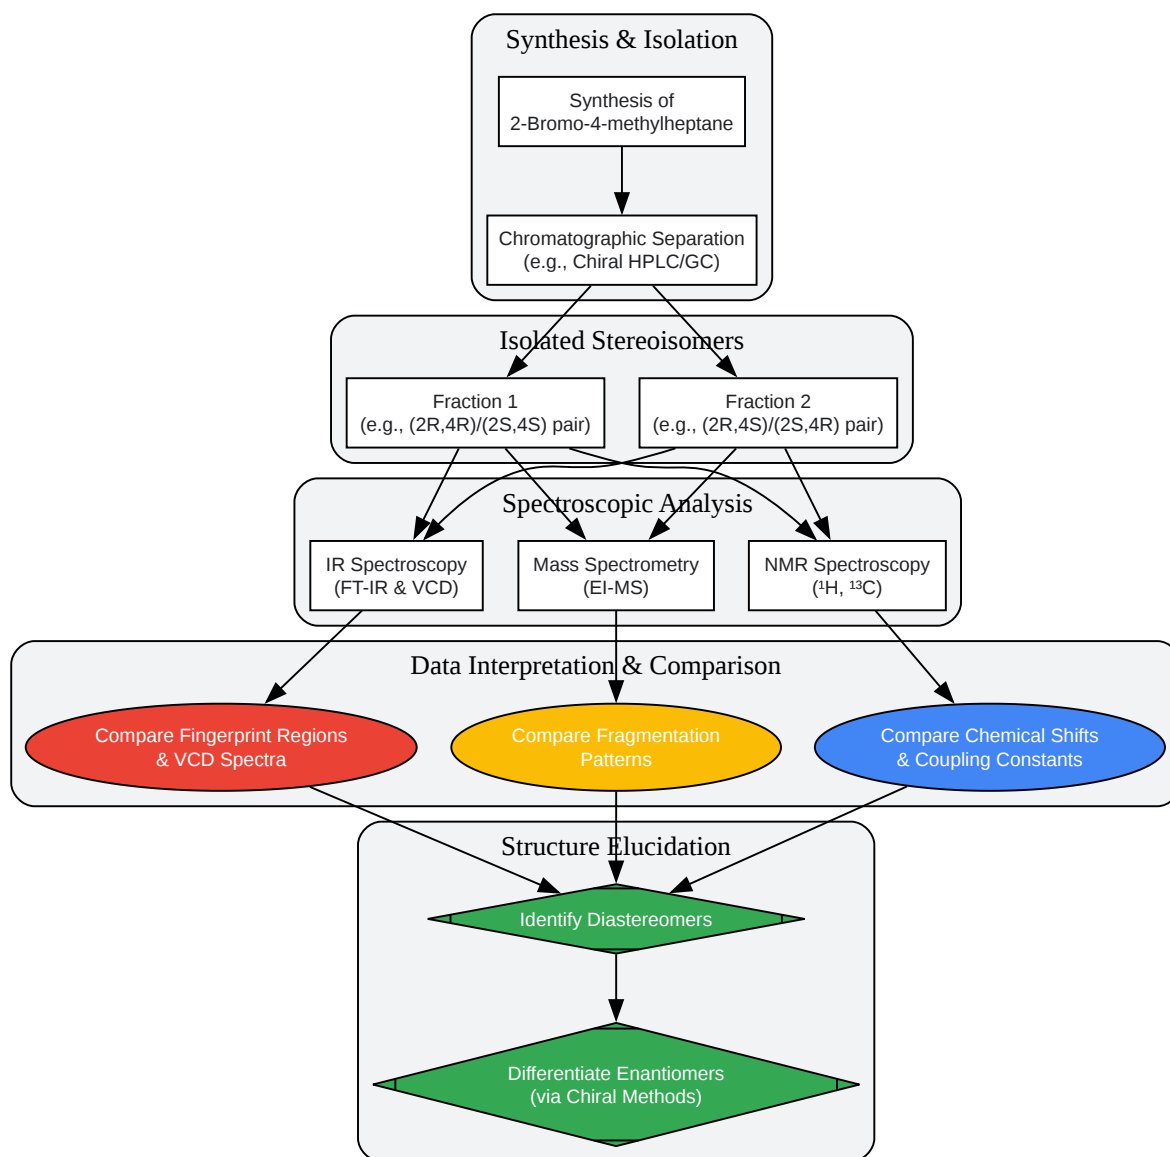 Synthesis & Isolation
Synthesis of
2-Bromo-4-methylheptane
Chromatographic Separation
(e.g., Chiral HPLC/GC)
Isolated Stereoisomers
Fraction 1
(e.g., (2R,4R)/(2S,4S) pair)
Fraction 2
(e.g., (2R,4S)/(2S,4R) pair)
Spectroscopic Analysis
IR Spectroscopy
(FT-IR & VCD)
Mass Spectrometry
(EI-MS)
NMR Spectroscopy
(¹H, ¹³C)
Data Interpretation & Comparison
Compare Fingerprint Regions
& VCD Spectra
Compare Fragmentation
Patterns
Compare Chemical Shifts
& Coupling Constants
Structure Elucidation
Identify Diastereomers
Differentiate Enantiomers
(via Chiral Methods)